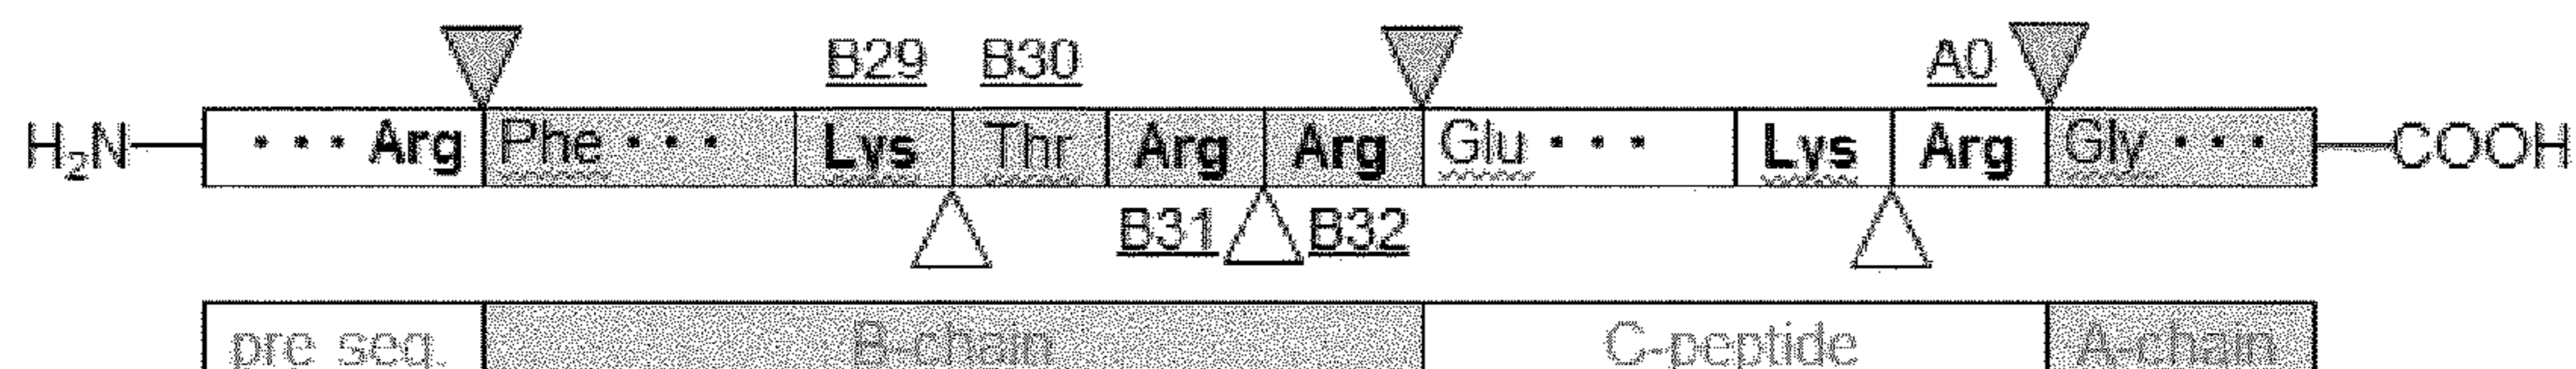 B29 B30 A0
H₂N ··· Arg Phe ··· Lys Thr Arg Arg Glu ··· Lys Arg Gly ··· COOH
B31 B32
pre seq. B-chain C-peptide A-chain